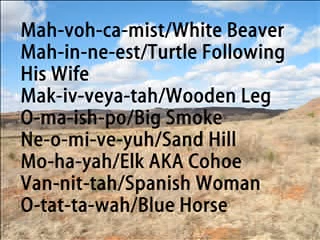 Mah-voh-ca-mist/White Beaver
Mah-in-ne-est/Turtle Following
His Wife
Mak-iv-veya-tah/Wooden Leg
O-ma-ish-po/Big Smoke
Ne-o-mi-ve-yuh/Sand Hill
Mo-ha-yah/Elk AKA Cohoe
Van-nit-tah/Spanish Woman
O-tat-ta-wah/Blue Horse